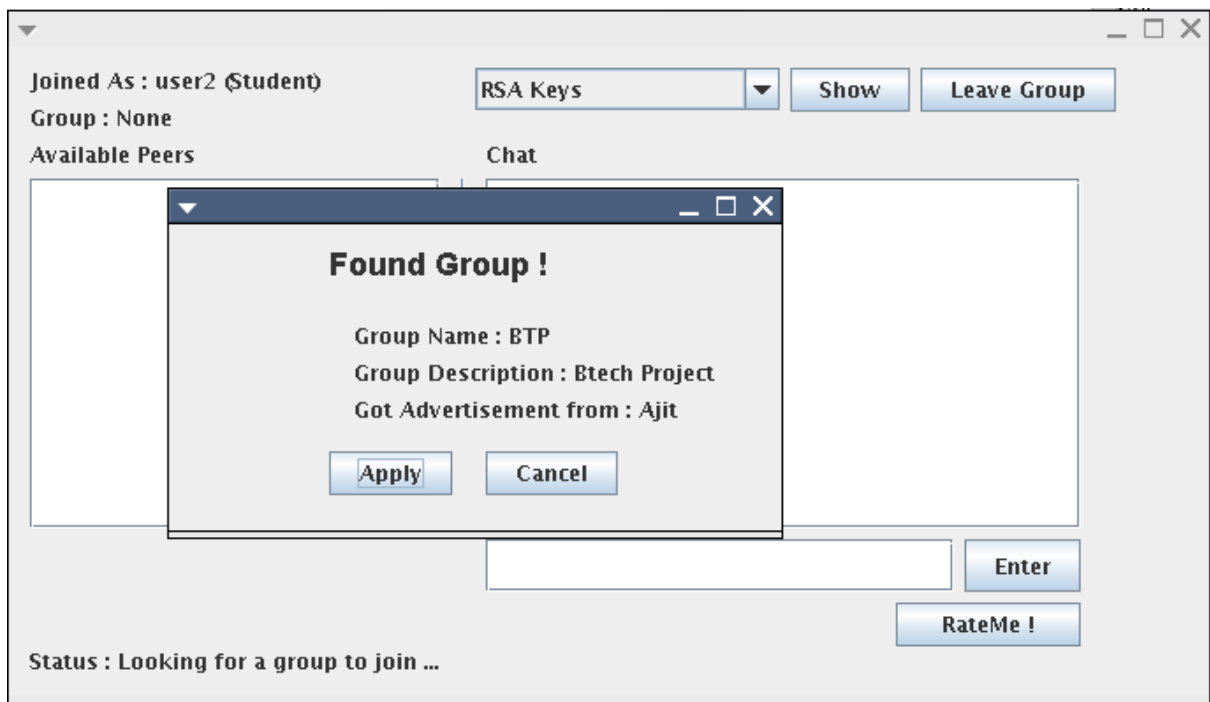 Joined As : user2 (Student)
RSA Keys
Show
Leave Group
Group : None
Available Peers
Chat
Found Group !
Group Name : BTP
Group Description : Btech Project
Got Advertisement from : Ajit
Apply
Cancel
Enter
RateMe !
Status : Looking for a group to join ...